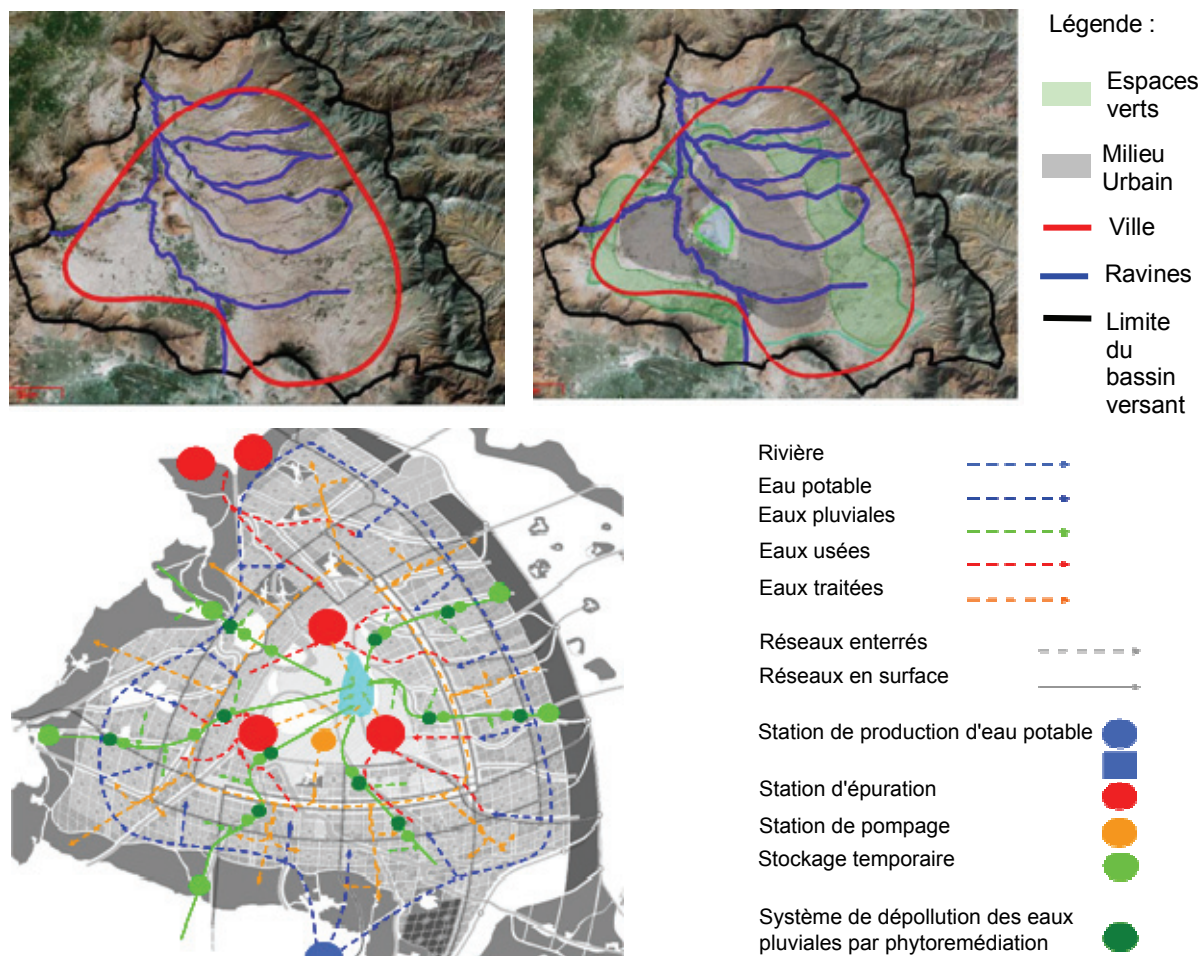 Légende :
Espaces
verts
Milieu
Urbain
Ville
Ravines
Limite
du
bassin
versant
Rivière
Eau potable
Eaux pluviales
Eaux usées
Eaux traitées
Réseaux enterrés
Réseaux en surface
Station de production d'eau potable
Station d'épuration
Station de pompage
Stockage temporaire
Système de dépollution des eaux
pluviales par phytoremédiation